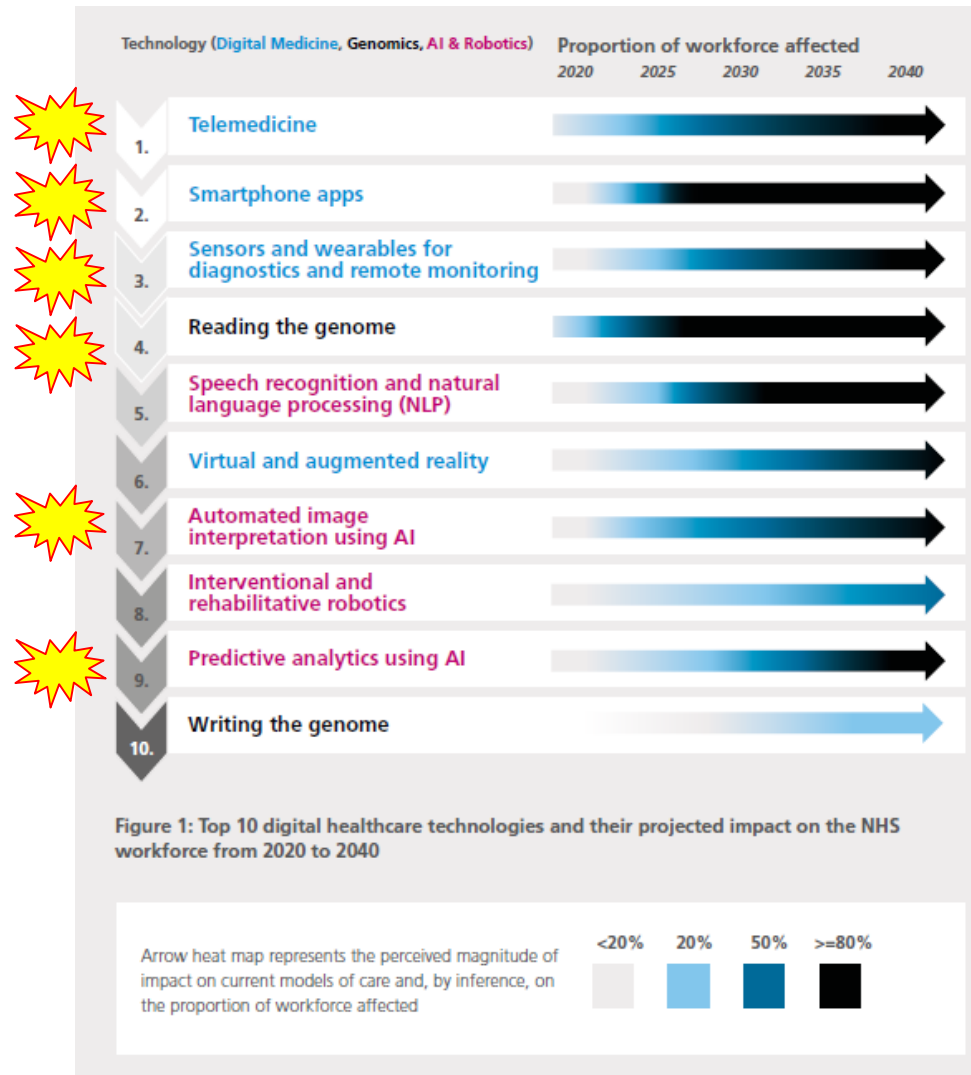 Technology (Digital Medicine, Genomics, AI & Robotics)
Proportion of workforce affected
2020 2025 2030 2035 2040
1.
Telemedicine
2.
Smartphone apps
3.
Sensors and wearables for
diagnostics and remote monitoring
4.
Reading the genome
5.
Speech recognition and natural
language processing (NLP)
6.
Virtual and augmented reality
7.
Automated image
interpretation using AI
8.
Interventional and
rehabilitative robotics
9.
Predictive analytics using AI
10.
Writing the genome
Figure 1: Top 10 digital healthcare technologies and their projected impact on the NHS
workforce from 2020 to 2040
Arrow heat map represents the perceived magnitude of
impact on current models of care and, by inference, on
the proportion of workforce affected
<20% 20% 50% >=80%